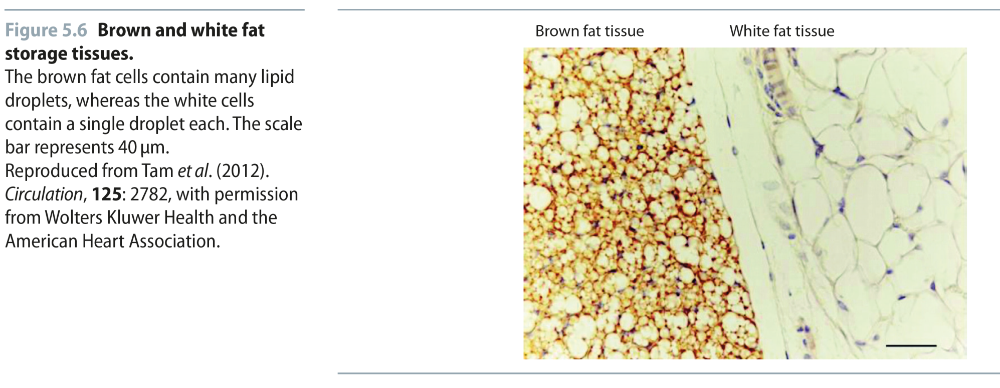 Figure 5.6 Brown and white fat
storage tissues.
The brown fat cells contain many lipid
droplets, whereas the white cells
contain a single droplet each. The scale
bar represents 40 µm.
Reproduced from Tam et al. (2012).
Circulation, 125: 2782, with permission
from Wolters Kluwer Health and the
American Heart Association.
Brown fat tissue White fat tissue